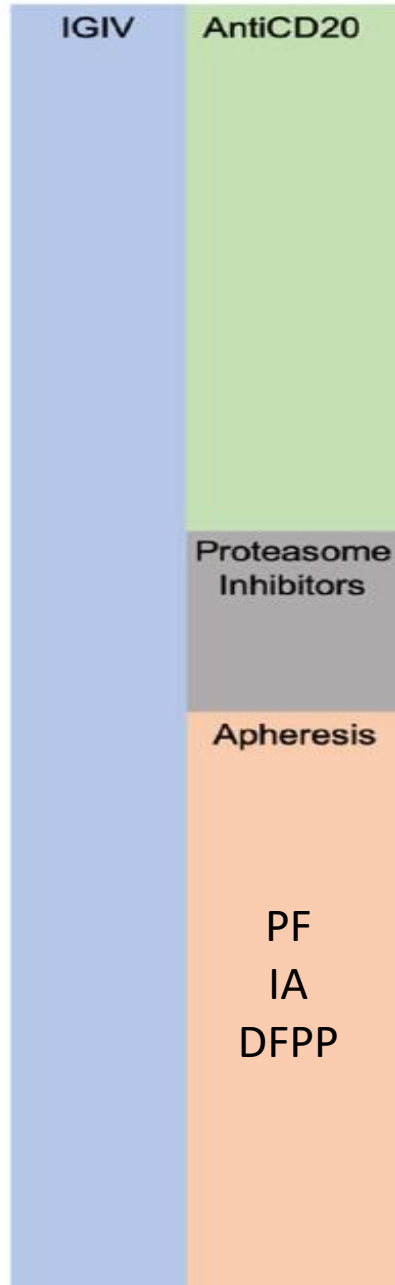 IGIV
AntiCD20
Proteasome
Inhibitors
Apheresis
PF
IA
DFPP